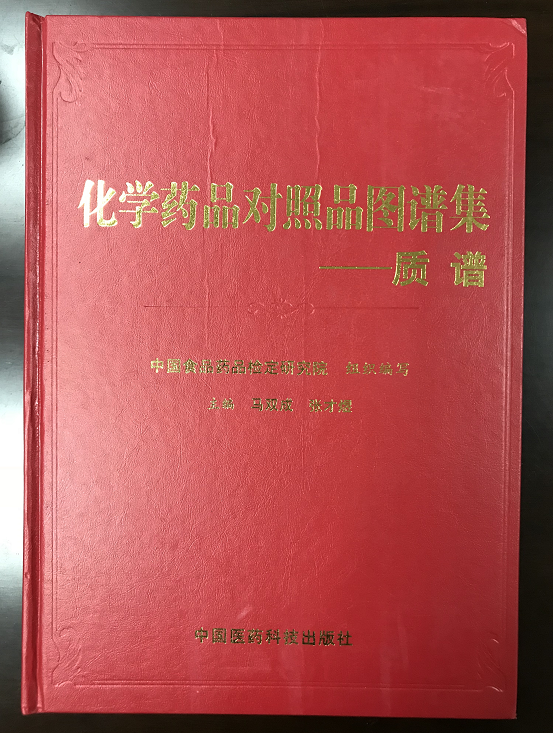 化学药品对照品图谱集
——质谱
中国食品药品检定研究院 组织编写
主编 马双成 张才煜
中国医药科技出版社